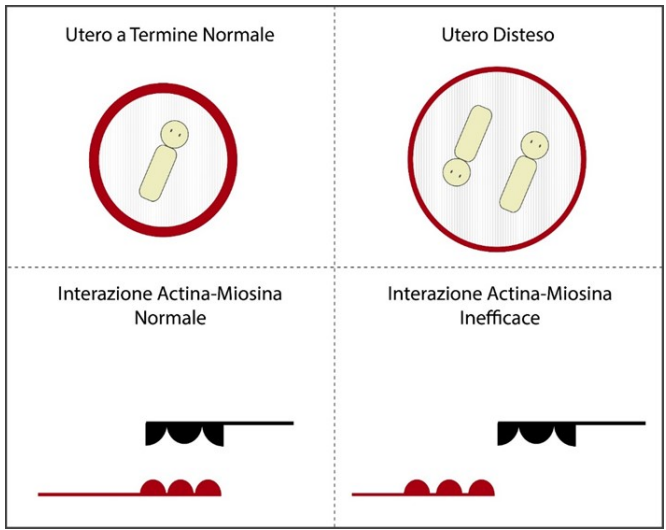 Utero a Termine Normale
Utero Disteso
Interazione Actina-Miosina
Normale
Interazione Actina-Miosina
Inefficace